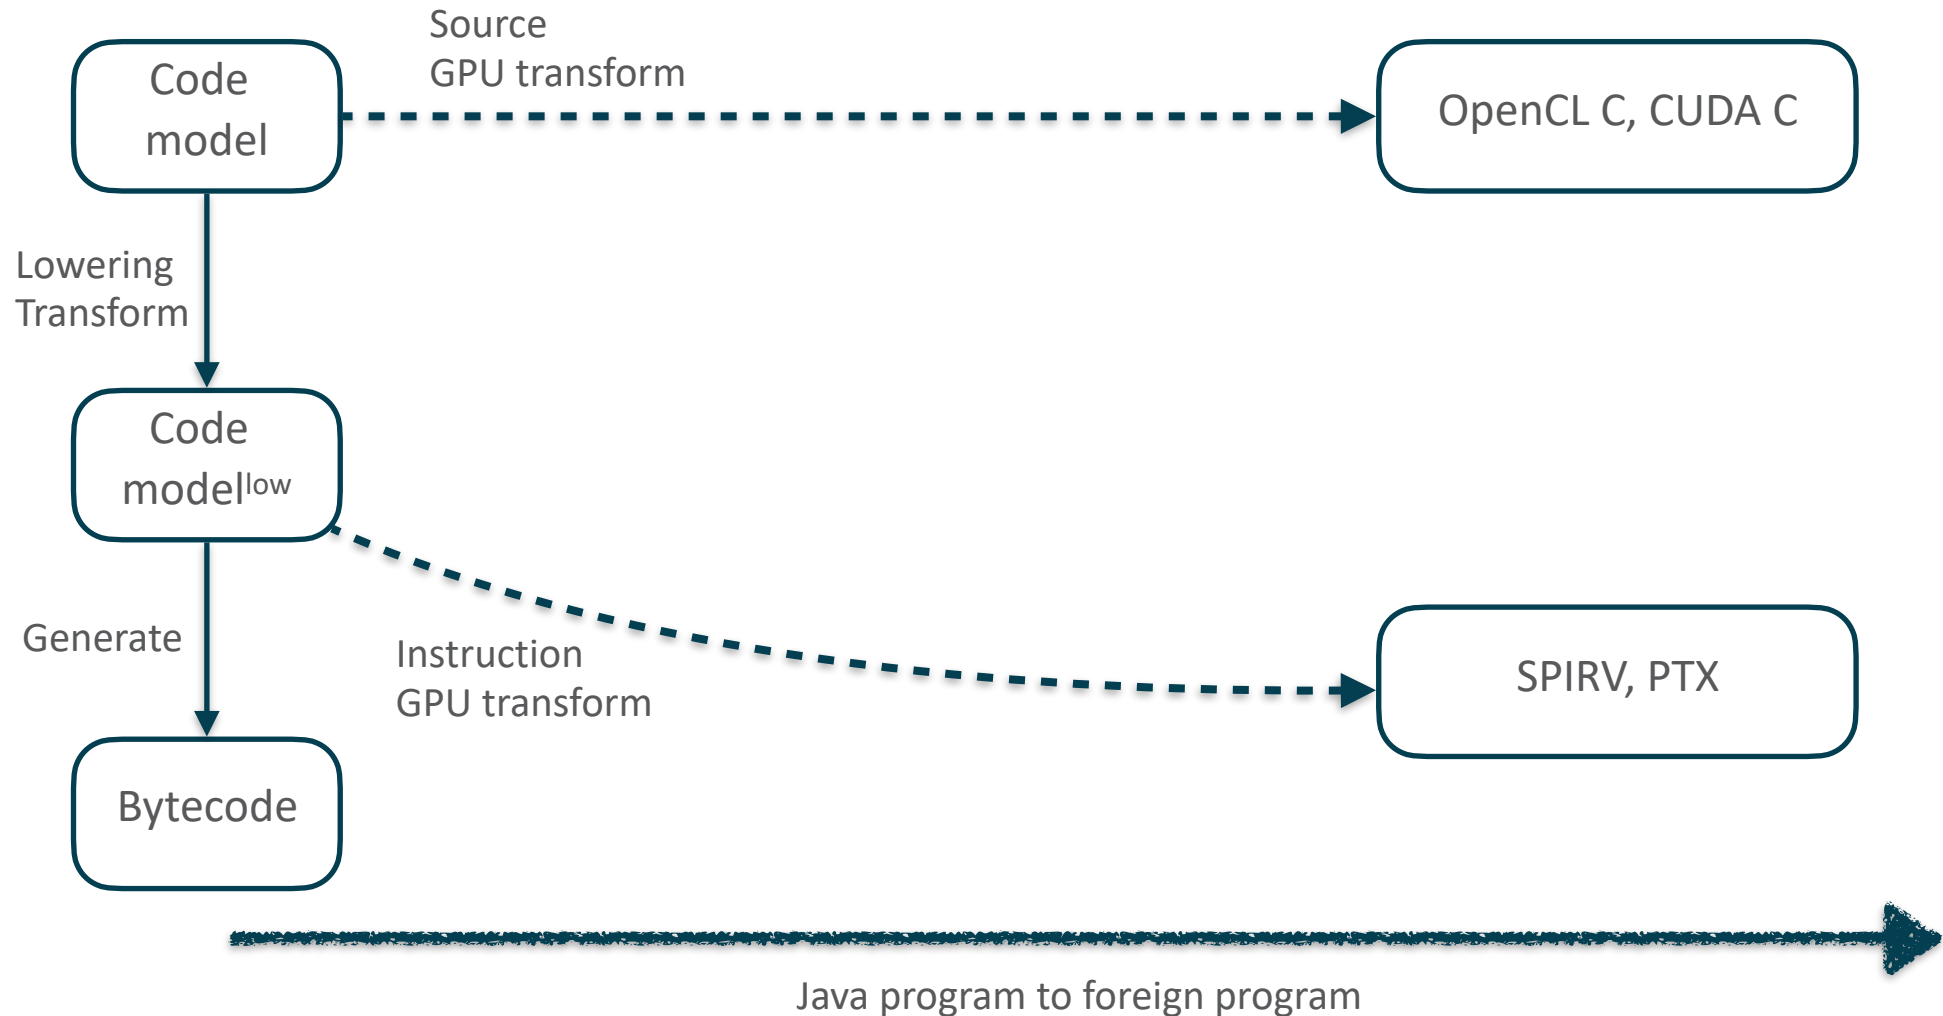 Source
GPU transform
Code
model
OpenCL C, CUDA C
Lowering
Transform
Code
modellow
Generate
Instruction
GPU transform
SPIRV, PTX
Bytecode
Java program to foreign program